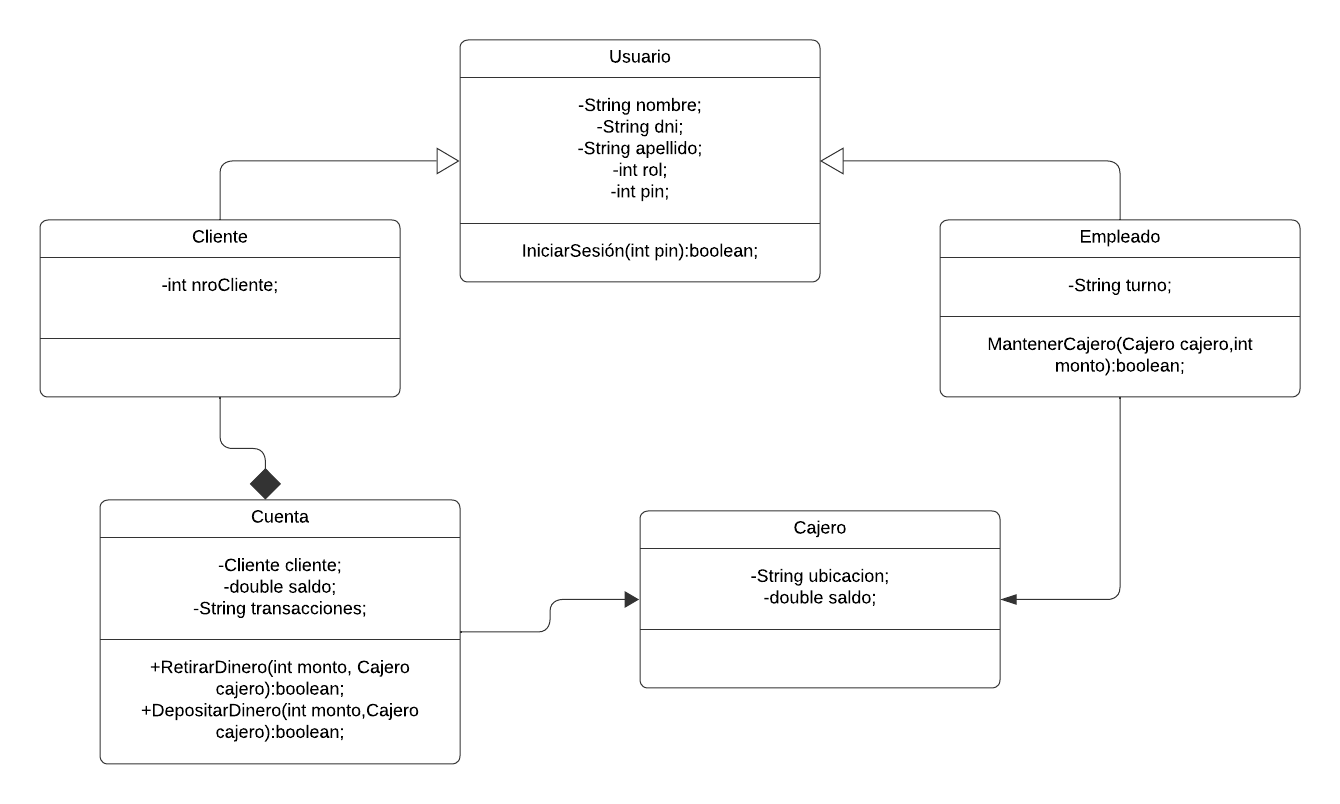 Usuario
-String nombre;
-String dni;
-String apellido;
-int rol;
-int pin;
IniciarSesión(int pin):boolean;
Cliente
-int nroCliente;
Empleado
-String turno;
MantenerCajero(Cajero cajero,int
monto):boolean;
Cuenta
-Cliente cliente;
-double saldo;
-String transacciones;
+RetirarDinero(int monto, Cajero
cajero):boolean;
+DepositarDinero(int monto,Cajero
cajero):boolean;
Cajero
-String ubicacion;
-double saldo;